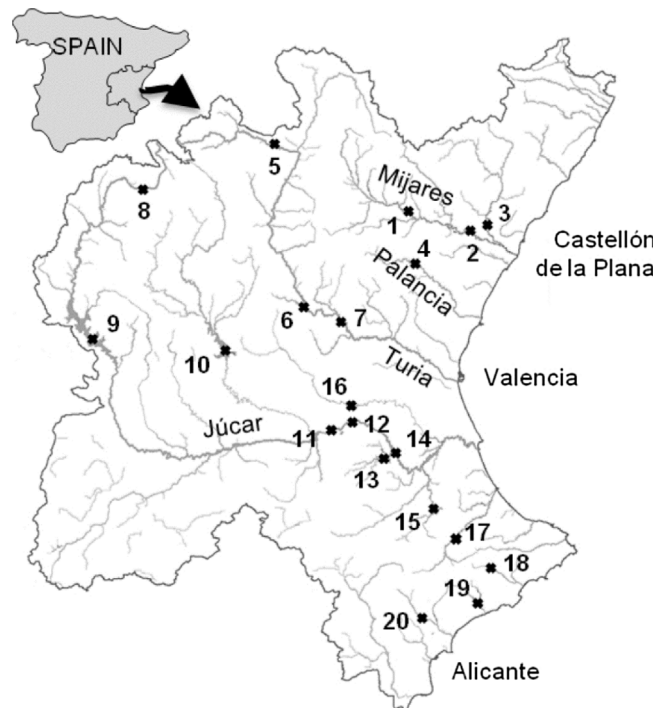 SPAIN
5
8
Mijares
3
1
2
4
Castellón
de la Plana
Palancia
6
7
9
10
Turia
Valencia
16
Júcar
12
11
14
13
15
17
18
19
20
Alicante